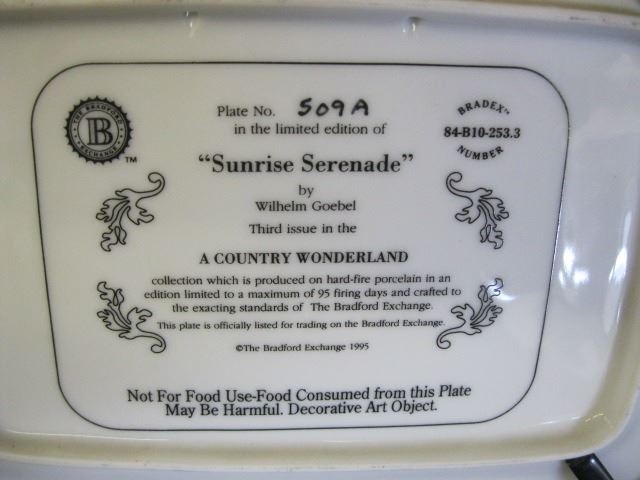 THE BRADFORD EXCHANGE
B
TM
Plate No. 509A
in the limited edition of
BRADEX™
84-B10-253.3
NUMBER
“Sunrise Serenade”
by
Wilhelm Goebel
Third issue in the
A COUNTRY WONDERLAND
collection which is produced on hard-fire porcelain in an
edition limited to a maximum of 95 firing days and crafted to
the exacting standards of The Bradford Exchange.
This plate is officially listed for trading on the Bradford Exchange.
©The Bradford Exchange 1995
Not For Food Use-Food Consumed from this Plate
May Be Harmful. Decorative Art Object.